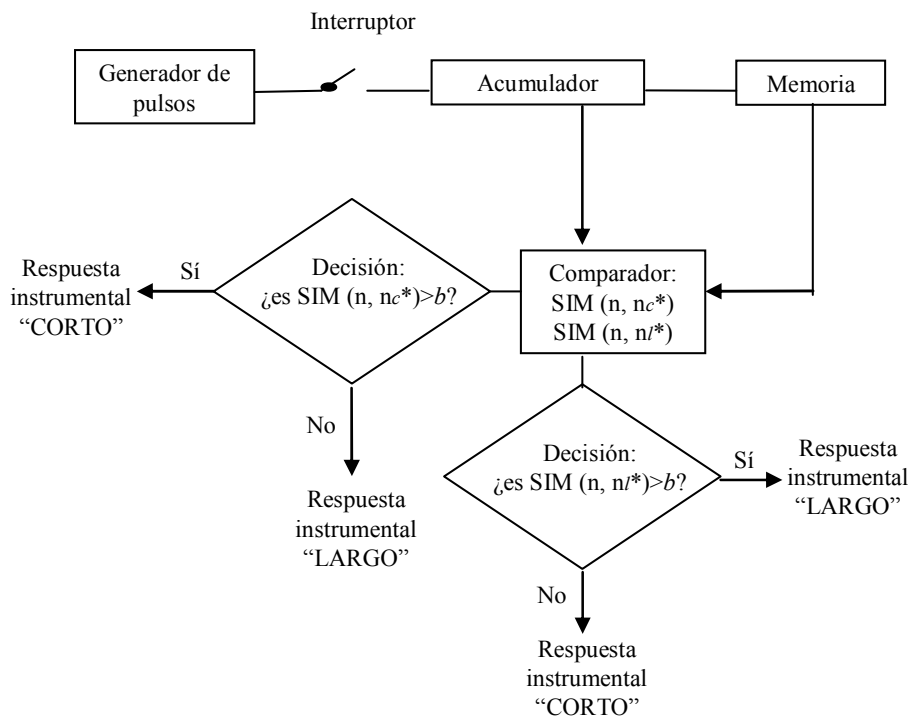 Interruptor
Generador de
pulsos
Acumulador
Memoria
Decisión:
¿es SIM (n, nc*)>b?
Comparador:
SIM (n, nc*)
SIM (n, nl*)
Sí
Respuesta
instrumental
“CORTO”
No
Respuesta
instrumental
“LARGO”
Decisión:
¿es SIM (n, nl*)>b?
Sí
Respuesta
instrumental
“LARGO”
No
Respuesta
instrumental
“CORTO”